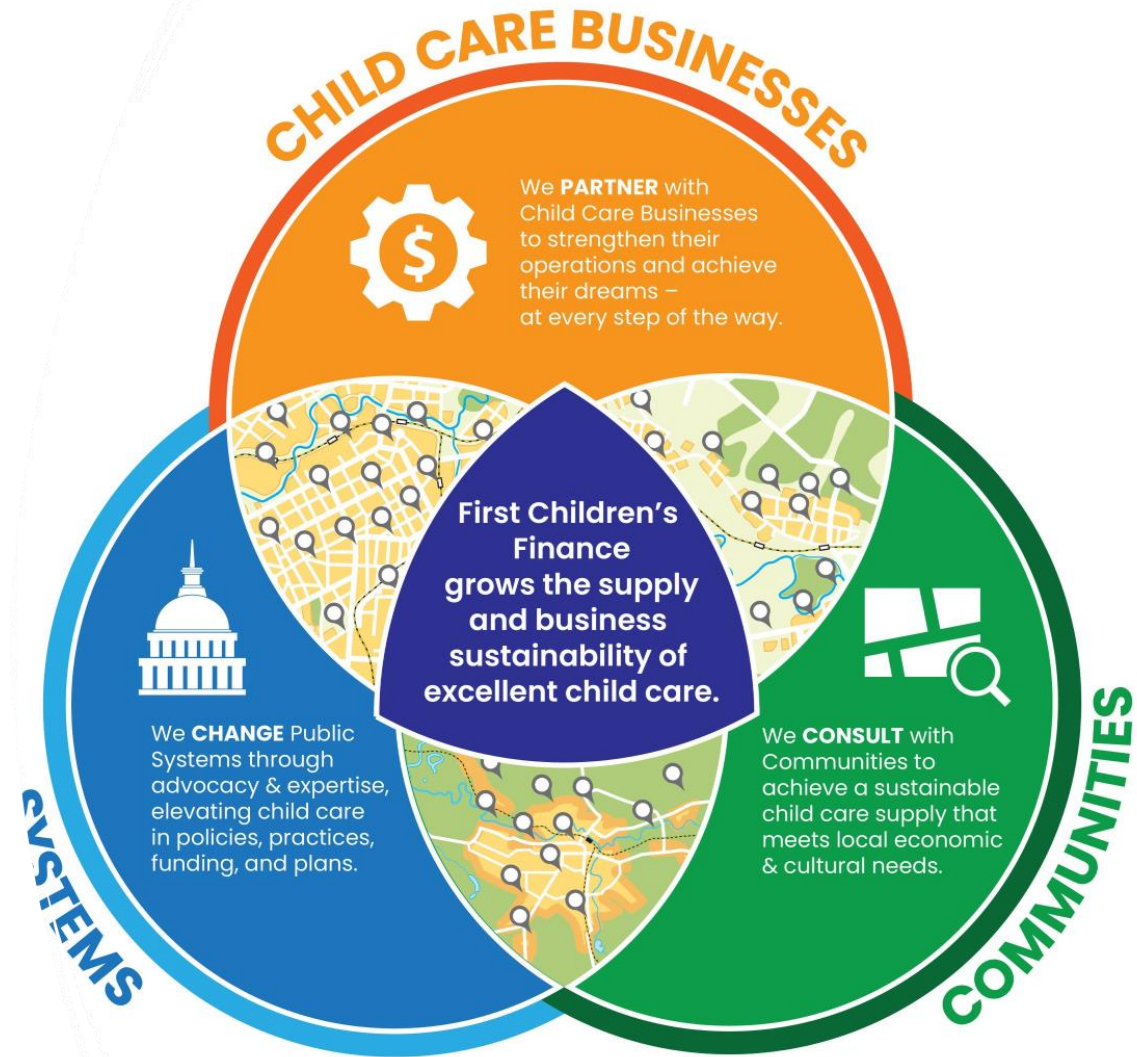 CHILD CARE BUSINESSES
We PARTNER with
Child Care Businesses
to strengthen their
operations and achieve
their dreams –
at every step of the way.
$
First Children's
Finance
grows the supply
and business
sustainability of
excellent child care.
SYSTEMS
We CHANGE Public
Systems through
advocacy & expertise,
elevating child care
in policies, practices,
funding, and plans.
We CONSULT with
Communities to
achieve a sustainable
child care supply that
meets local economic
& cultural needs.
COMMUNITIES